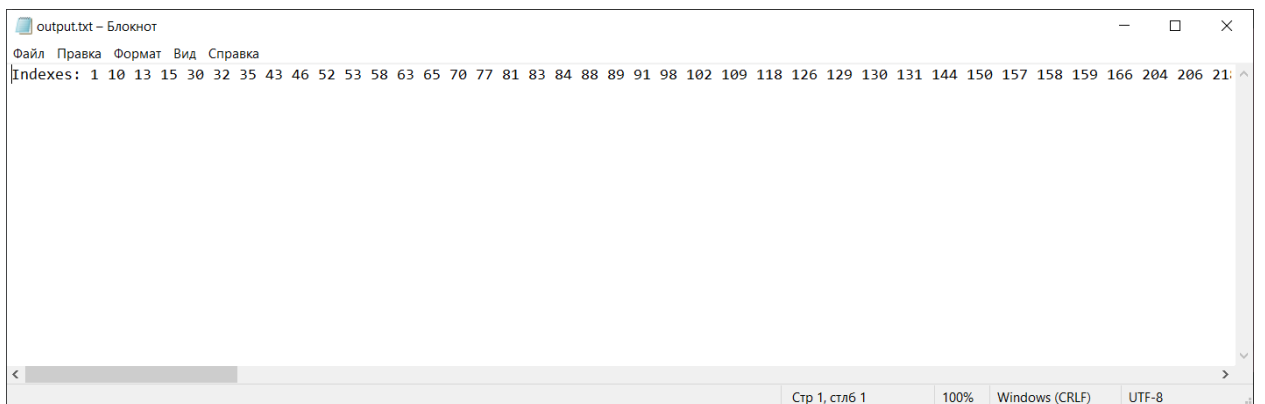 output.txt – Блокнот
Файл Правка Формат Вид Справка
Indexes: 1 10 13 15 30 32 35 43 46 52 53 58 63 65 70 77 81 83 84 88 89 91 98 102 109 118 126 129 130 131 144 150 157 158 159 166 204 206
Стр 1, стлб 1 100% Windows (CRLF) UTF-8